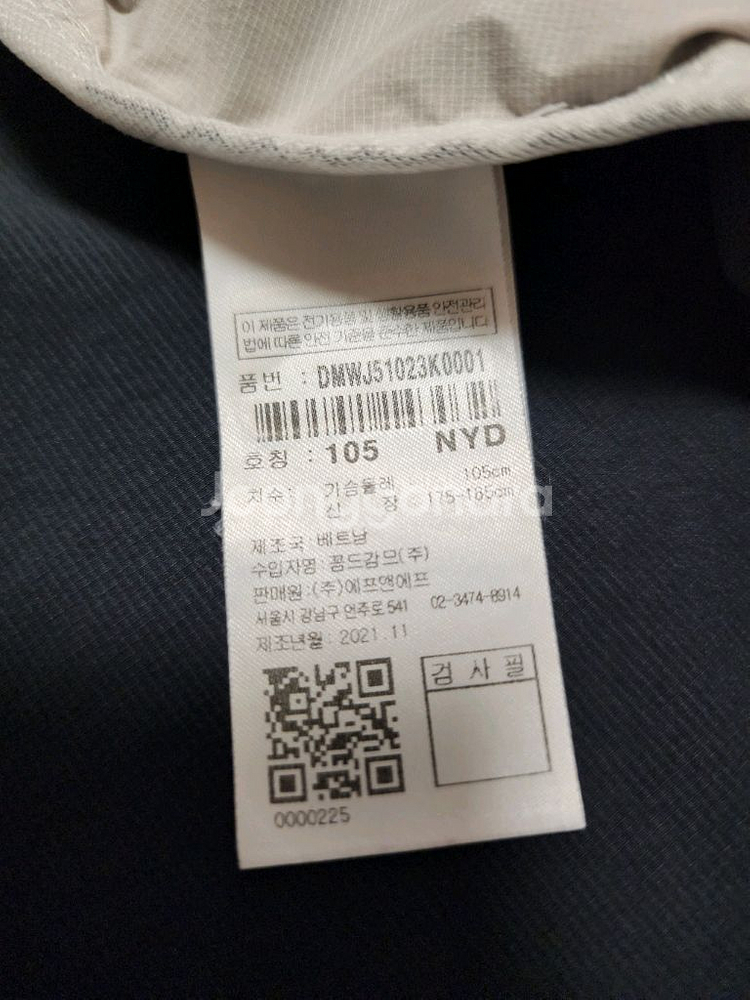 이 제품은 전기용품 및 생활용품 안전관리
법에 따른 안전 기준을 준수한 제품입니다
품번 : DMWJ51023K0001
호칭 : 105 NYD
치수 : 가슴둘레 105cm
신 장 175-185cm
joonggonara
제조국 : 베트남
수입자명 : 꽁드감므(주)
판매원 : (주)에프앤에프
서울시 강남구 언주로 541 02-3474-8914
제조년월 : 2021.11
검 사 필
0000225